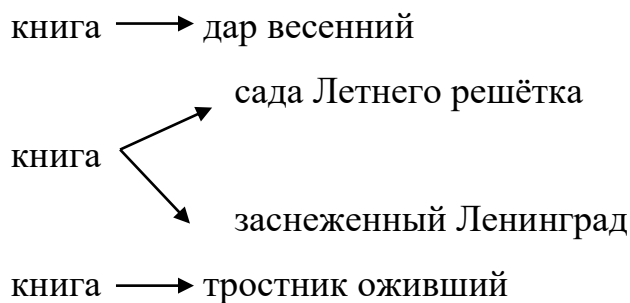 книга дар весенний
сада Летнего решётка
книга
заснеженный Ленинград
книга тростник оживший